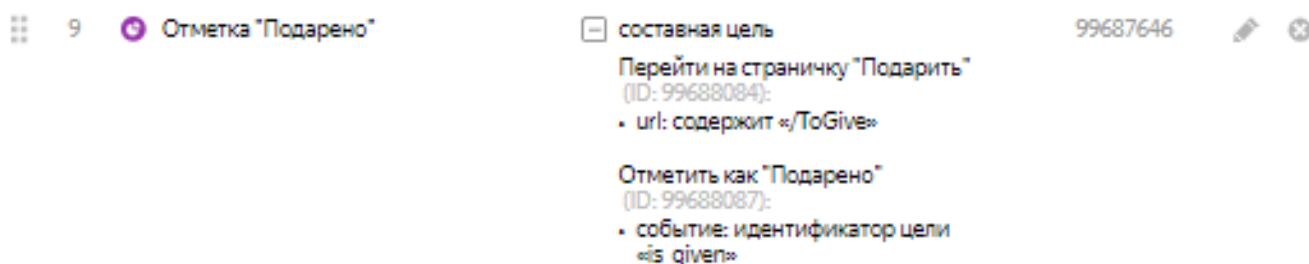 9 Отметка "Подарено" составная цель 99687646
Перейти на страничку "Подарить"
(ID: 99688084):
• url: содержит «/ToGive»
Отметить как "Подарено"
(ID: 99688087):
• событие: идентификатор цели
«is_given»